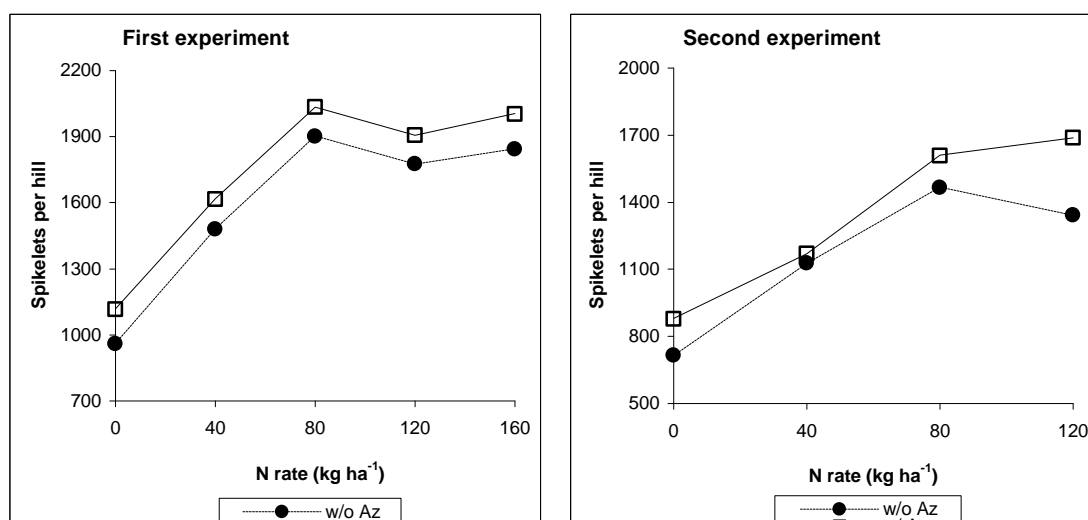 First experiment
Spikelets per hill
2200
1900
1600
1300
1000
700
0 40 80 120 160
N rate (kg ha⁻¹)
w/o Az
Second experiment
Spikelets per hill
2000
1700
1400
1100
800
500
0 40 80 120
N rate (kg ha⁻¹)
w/o Az